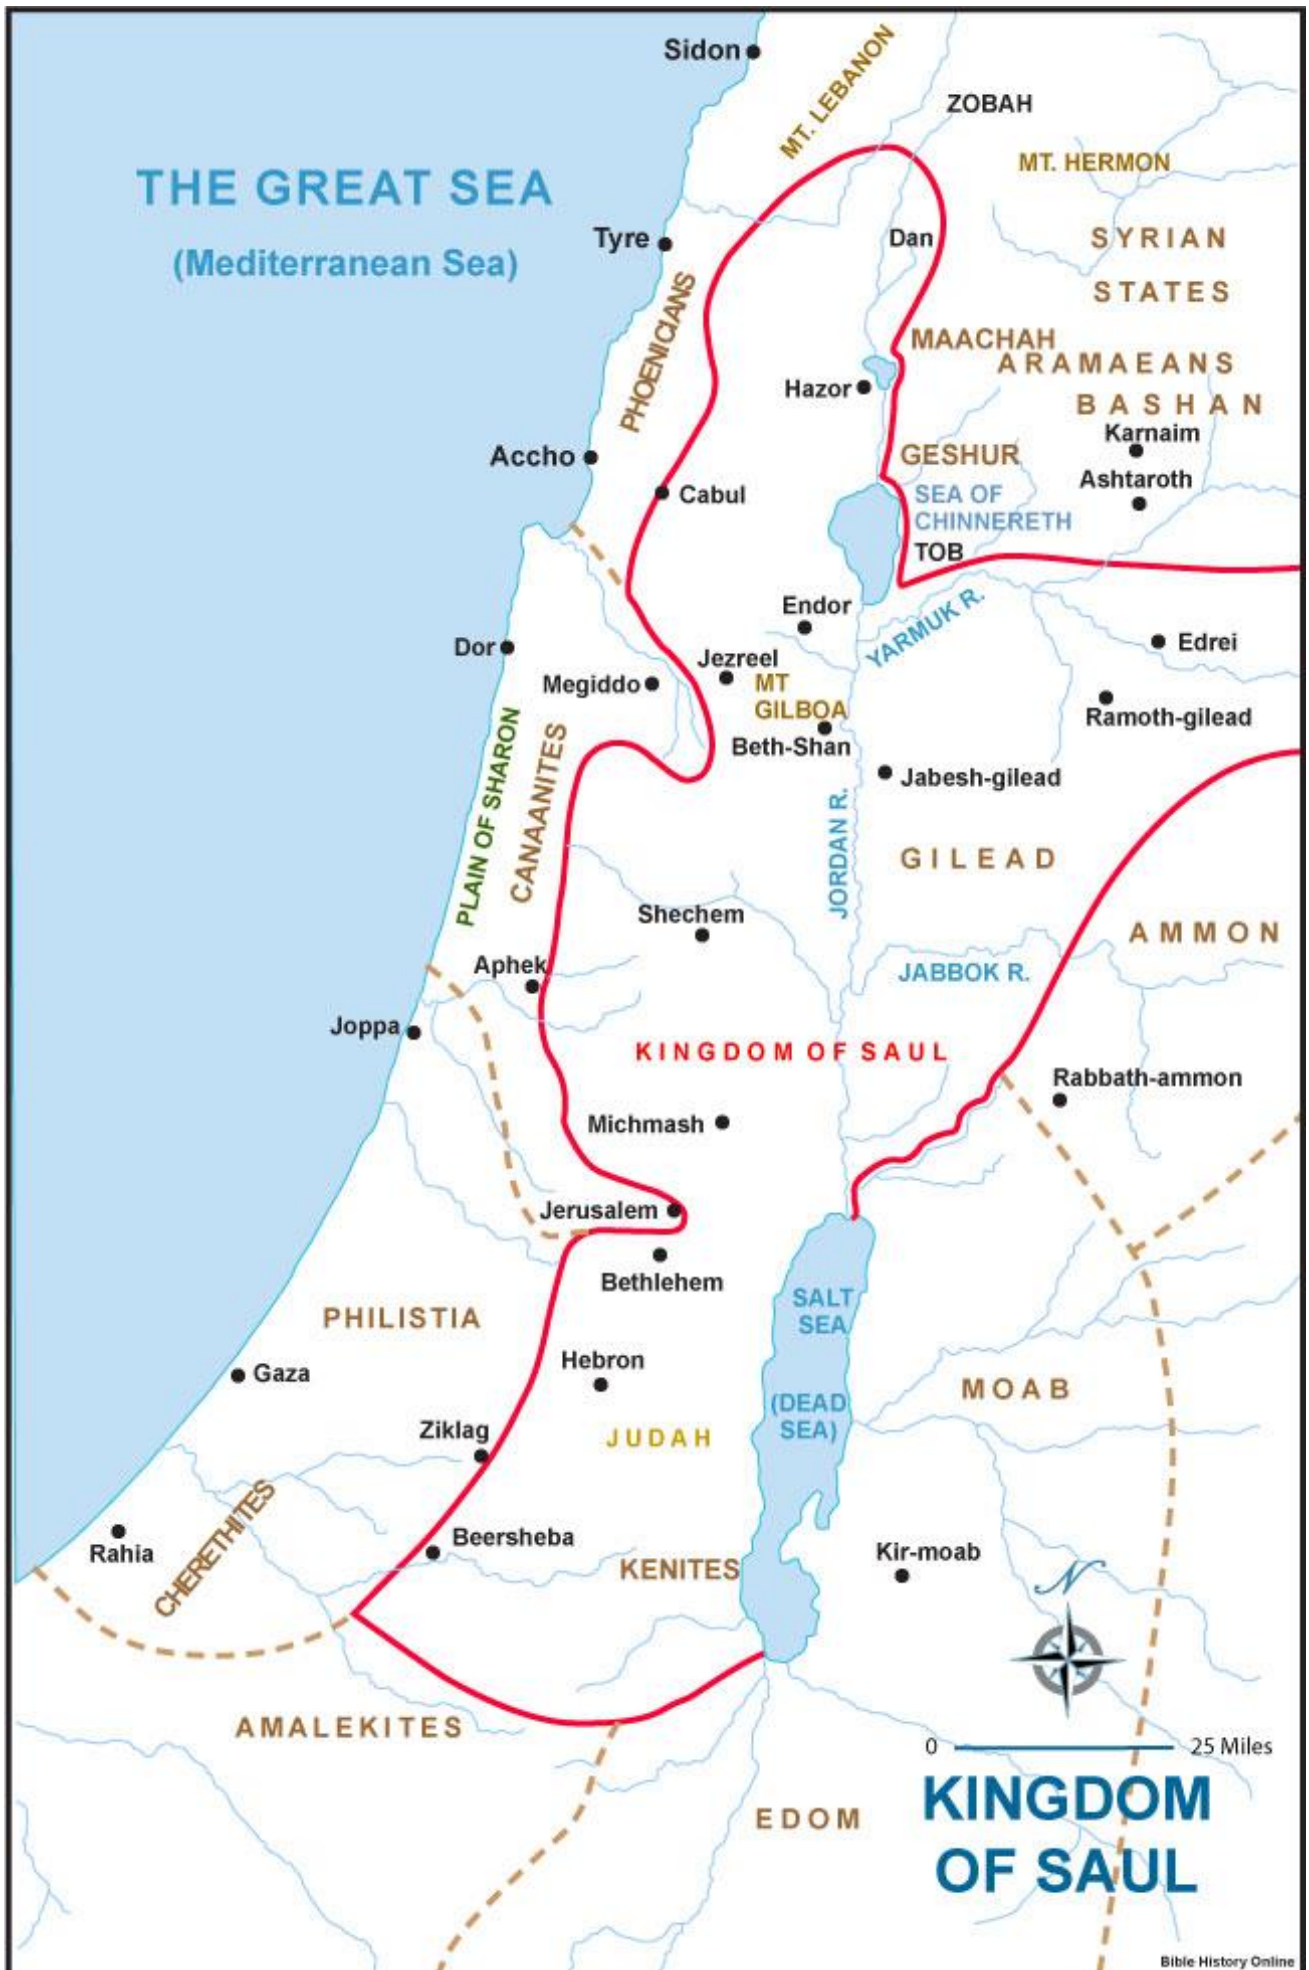 Sidon
MT. LEBANON
ZOBAH
MT. HERMON
THE GREAT SEA
(Mediterranean Sea)
Tyre
Dan
SYRIAN
STATES
PHOENICIANS
MAACHAH
ARAMAEANS
Hazor
BASHAN
Karnaim
Accho
GESHUR
Ashtaroth
Cabul
SEA OF
CHINNERETH
TOB
Endor
YARMUK R.
Dor
Edrei
Jezreel
Megiddo
MT
GILBOA
Ramoth-gilead
Beth-Shan
Jabesh-gilead
PLAIN OF SHARON
CANAANITES
JORDAN R.
GILEAD
Shechem
AMMON
Aphek
JABBOK R.
Joppa
KINGDOM OF SAUL
Rabbath-ammon
Michmash
Jerusalem
Bethlehem
SALT
SEA
PHILISTIA
Hebron
Gaza
MOAB
(DEAD
SEA)
Ziklag
JUDAH
CHERETHITES
Beersheba
Rahia
KENITES
Kir-moab
N
AMALEKITES
0 25 Miles
KINGDOM
OF SAUL
EDOM
Bible History Online